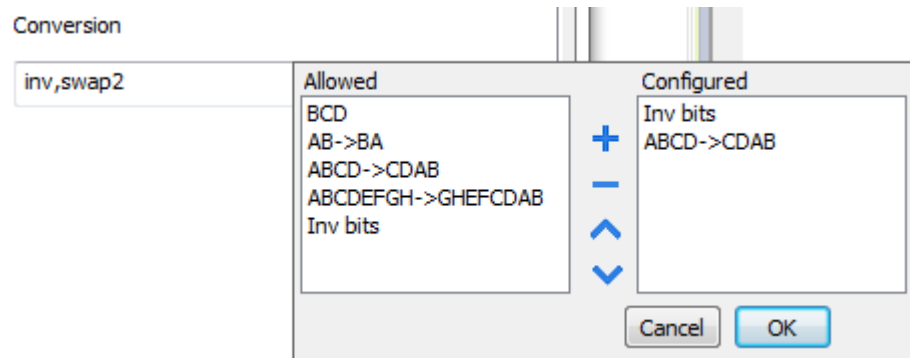 Conversion
inv,swap2
Allowed
BCD
AB->BA
ABCD->CDAB
ABCDEFGH->GHEFCDAB
Inv bits
Configured
Inv bits
ABCD->CDAB
Cancel
OK